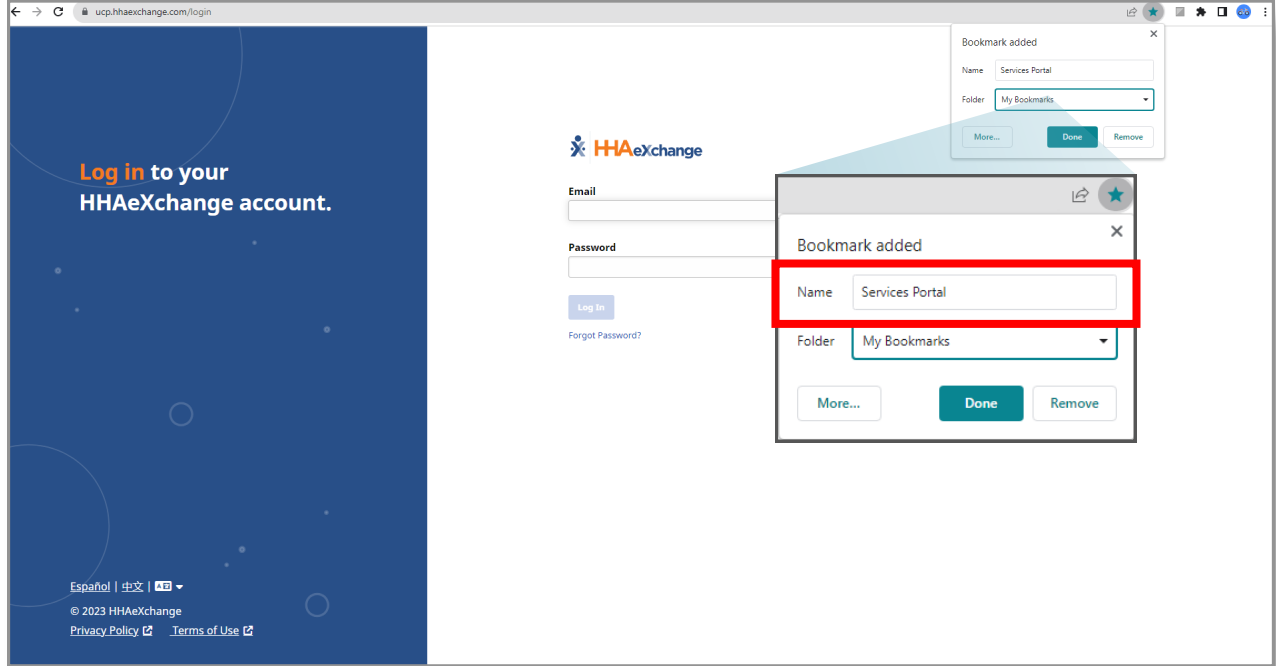 ucp.hhaexchange.com/login
Bookmark added
Name Services Portal
Folder My Bookmarks
More... Done Remove
Log in to your
HHAeXchange account.
HHAeXchange
Email
Password
Log In
Forgot Password?
Bookmark added
Name Services Portal
Folder My Bookmarks
More... Done Remove
Español | 中文 |
© 2023 HHAeXchange
Privacy Policy Terms of Use